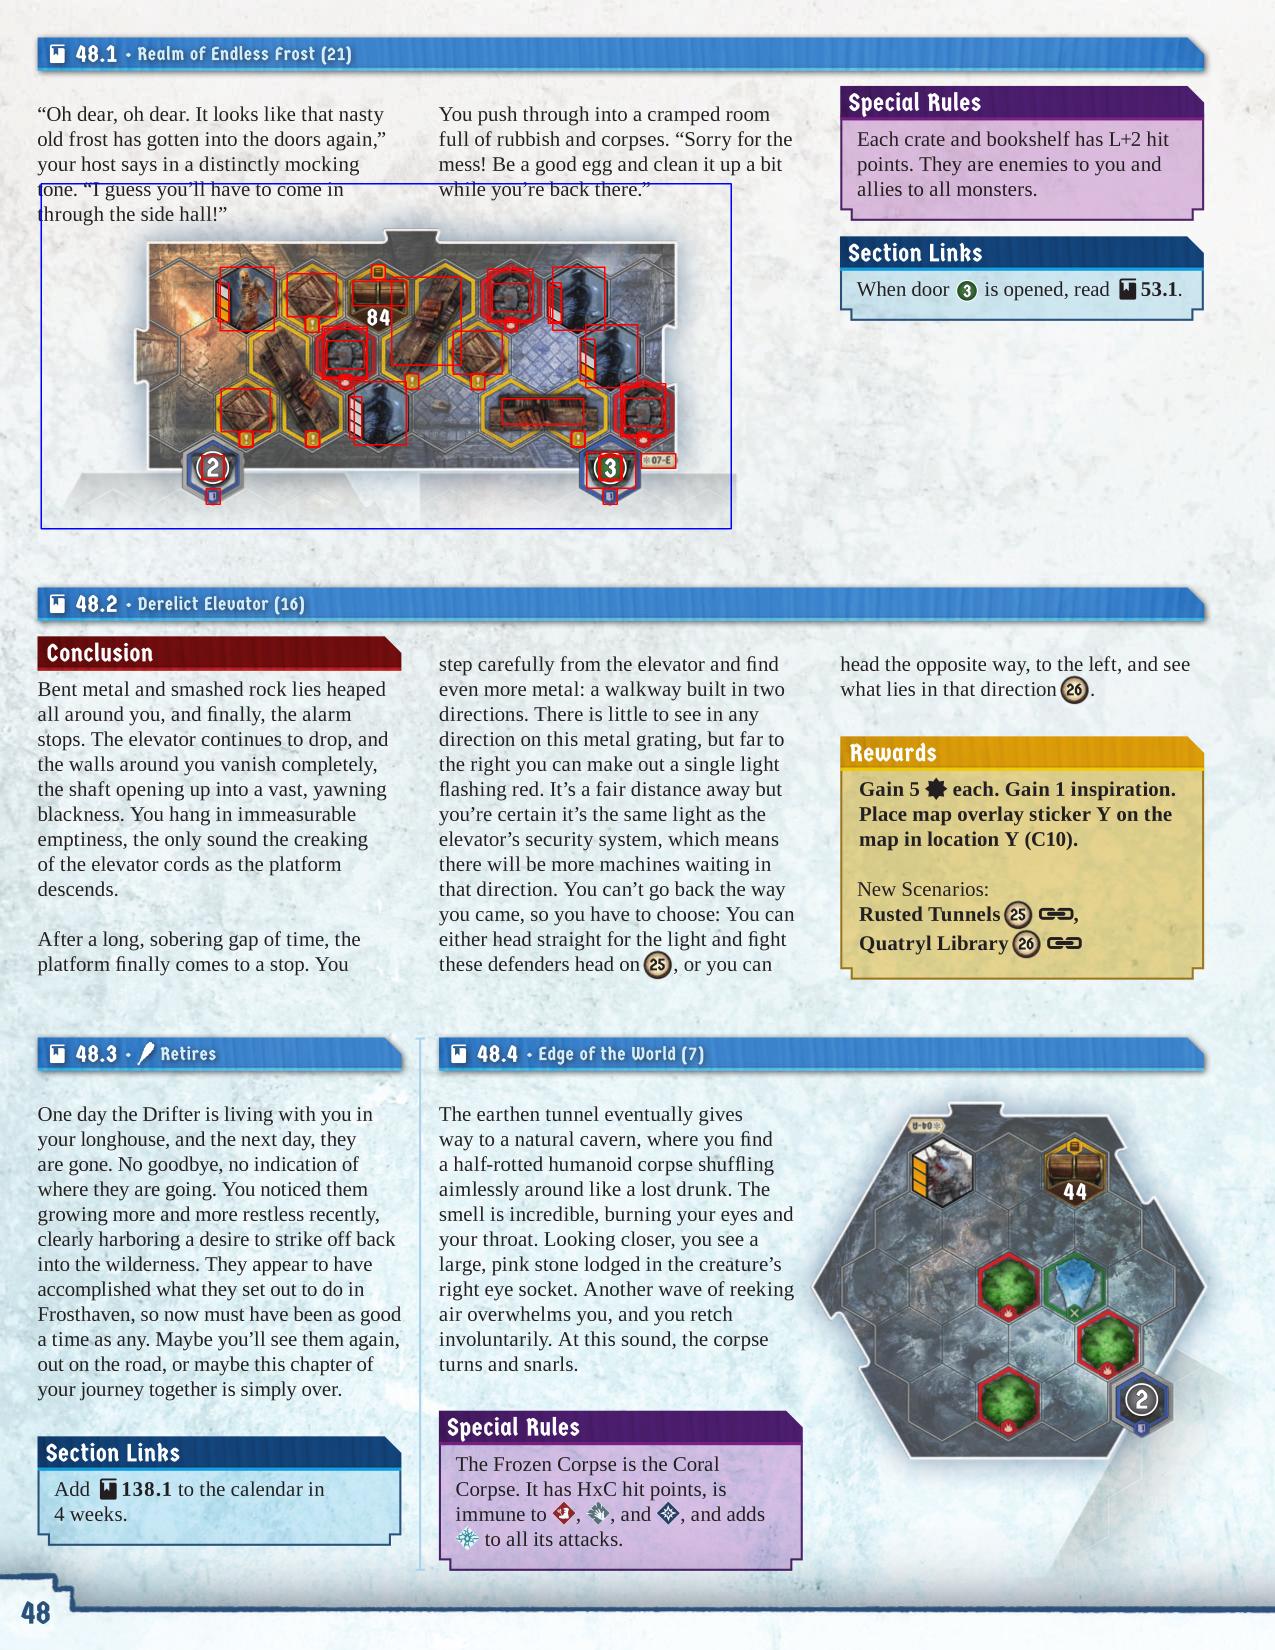 48.1 · Realm of Endless Frost (21)
“Oh dear, oh dear. It looks like that nasty
old frost has gotten into the doors again,”
your host says in a distinctly mocking
tone. “I guess you’ll have to come in
through the side hall!”
You push through into a cramped room
full of rubbish and corpses. “Sorry for the
mess! Be a good egg and clean it up a bit
while you’re back there.”
Special Rules
Each crate and bookshelf has L+2 hit
points. They are enemies to you and
allies to all monsters.
Section Links
When door 3 is opened, read 53.1.
84
2
3
07-E
48.2 · Derelict Elevator (16)
Conclusion
Bent metal and smashed rock lies heaped
all around you, and finally, the alarm
stops. The elevator continues to drop, and
the walls around you vanish completely,
the shaft opening up into a vast, yawning
blackness. You hang in immeasurable
emptiness, the only sound the creaking
of the elevator cords as the platform
descends.
After a long, sobering gap of time, the
platform finally comes to a stop. You
step carefully from the elevator and find
even more metal: a walkway built in two
directions. There is little to see in any
direction on this metal grating, but far to
the right you can make out a single light
flashing red. It’s a fair distance away but
you’re certain it’s the same light as the
elevator’s security system, which means
there will be more machines waiting in
that direction. You can’t go back the way
you came, so you have to choose: You can
either head straight for the light and fight
these defenders head on 25, or you can
head the opposite way, to the left, and see
what lies in that direction 26.
Rewards
Gain 5 each. Gain 1 inspiration.
Place map overlay sticker Y on the
map in location Y (C10).
New Scenarios:
Rusted Tunnels 25 ,
Quatryl Library 26
48.3 · Retires
One day the Drifter is living with you in
your longhouse, and the next day, they
are gone. No goodbye, no indication of
where they are going. You noticed them
growing more and more restless recently,
clearly harboring a desire to strike off back
into the wilderness. They appear to have
accomplished what they set out to do in
Frosthaven, so now must have been as good
a time as any. Maybe you’ll see them again,
out on the road, or maybe this chapter of
your journey together is simply over.
Section Links
Add 138.1 to the calendar in
4 weeks.
48.4 · Edge of the World (7)
The earthen tunnel eventually gives
way to a natural cavern, where you find
a half-rotted humanoid corpse shuffling
aimlessly around like a lost drunk. The
smell is incredible, burning your eyes and
your throat. Looking closer, you see a
large, pink stone lodged in the creature’s
right eye socket. Another wave of reeking
air overwhelms you, and you retch
involuntarily. At this sound, the corpse
turns and snarls.
Special Rules
The Frozen Corpse is the Coral
Corpse. It has HxC hit points, is
immune to , , and , and adds
to all its attacks.
04-A
44
2
48